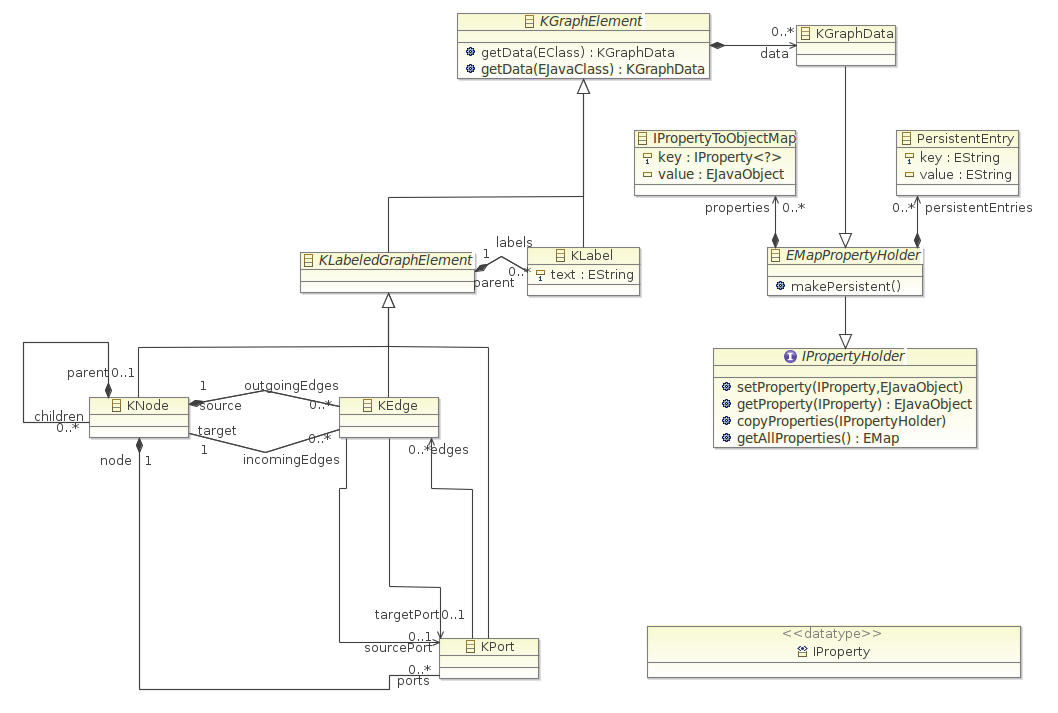 KGraphElement
getData(EClass) : KGraphData
getData(EJavaClass) : KGraphData
0..*
data
KGraphData
IPropertyToObjectMap
key : IProperty<?>
value : EJavaObject
PersistentEntry
key : EString
value : EString
properties
0..*
0..*
persistentEntries
KLabeledGraphElement
1
labels
0..*
parent
KLabel
text : EString
EMapPropertyHolder
makePersistent()
IPropertyHolder
setProperty(IProperty,EJavaObject)
getProperty(IProperty) : EJavaObject
copyProperties(IPropertyHolder)
getAllProperties() : EMap
parent
0..1
children
0..*
KNode
1
source
outgoingEdges
0..*
KEdge
target
1
incomingEdges
0..*
node
1
0..*
edges
targetPort
0..1
0..1
sourcePort
KPort
0..*
ports
<<datatype>>
IProperty